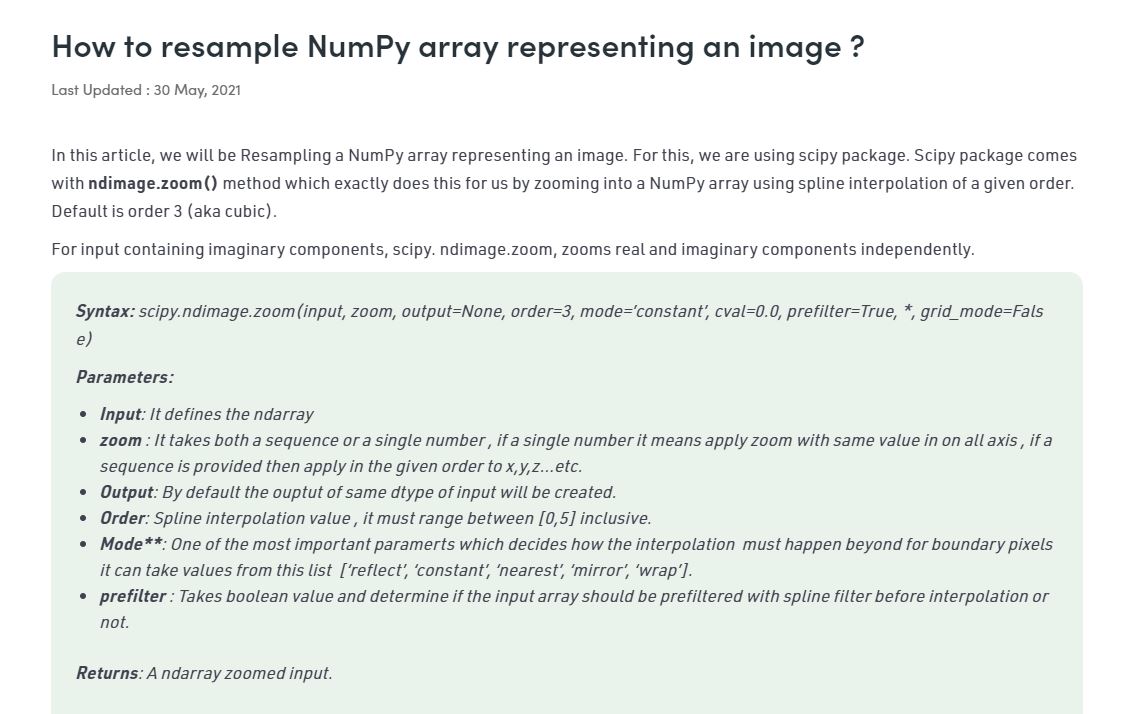 How to resample NumPy array representing an image ?
Last Updated : 30 May, 2021
In this article, we will be Resampling a NumPy array representing an image. For this, we are using scipy package. Scipy package comes
with ndimage.zoom() method which exactly does this for us by zooming into a NumPy array using spline interpolation of a given order.
Default is order 3 (aka cubic).
For input containing imaginary components, scipy. ndimage.zoom, zooms real and imaginary components independently.
Syntax: scipy.ndimage.zoom(input, zoom, output=None, order=3, mode=’constant’, cval=0.0, prefilter=True, *, grid_mode=Fals
e)
Parameters:
• Input: It defines the ndarray
• zoom : It takes both a sequence or a single number , if a single number it means apply zoom with same value in on all axis , if a
sequence is provided then apply in the given order to x,y,z...etc.
• Output: By default the ouptut of same dtype of input will be created.
• Order: Spline interpolation value , it must range between [0,5] inclusive.
• Mode**: One of the most important paramerts which decides how the interpolation  must happen beyond for boundary pixels
it can take values from this list  [‘reflect’, ‘constant’, ‘nearest’, ‘mirror’, ‘wrap’].
• prefilter : Takes boolean value and determine if the input array should be prefiltered with spline filter before interpolation or
not.
Returns: A ndarray zoomed input.